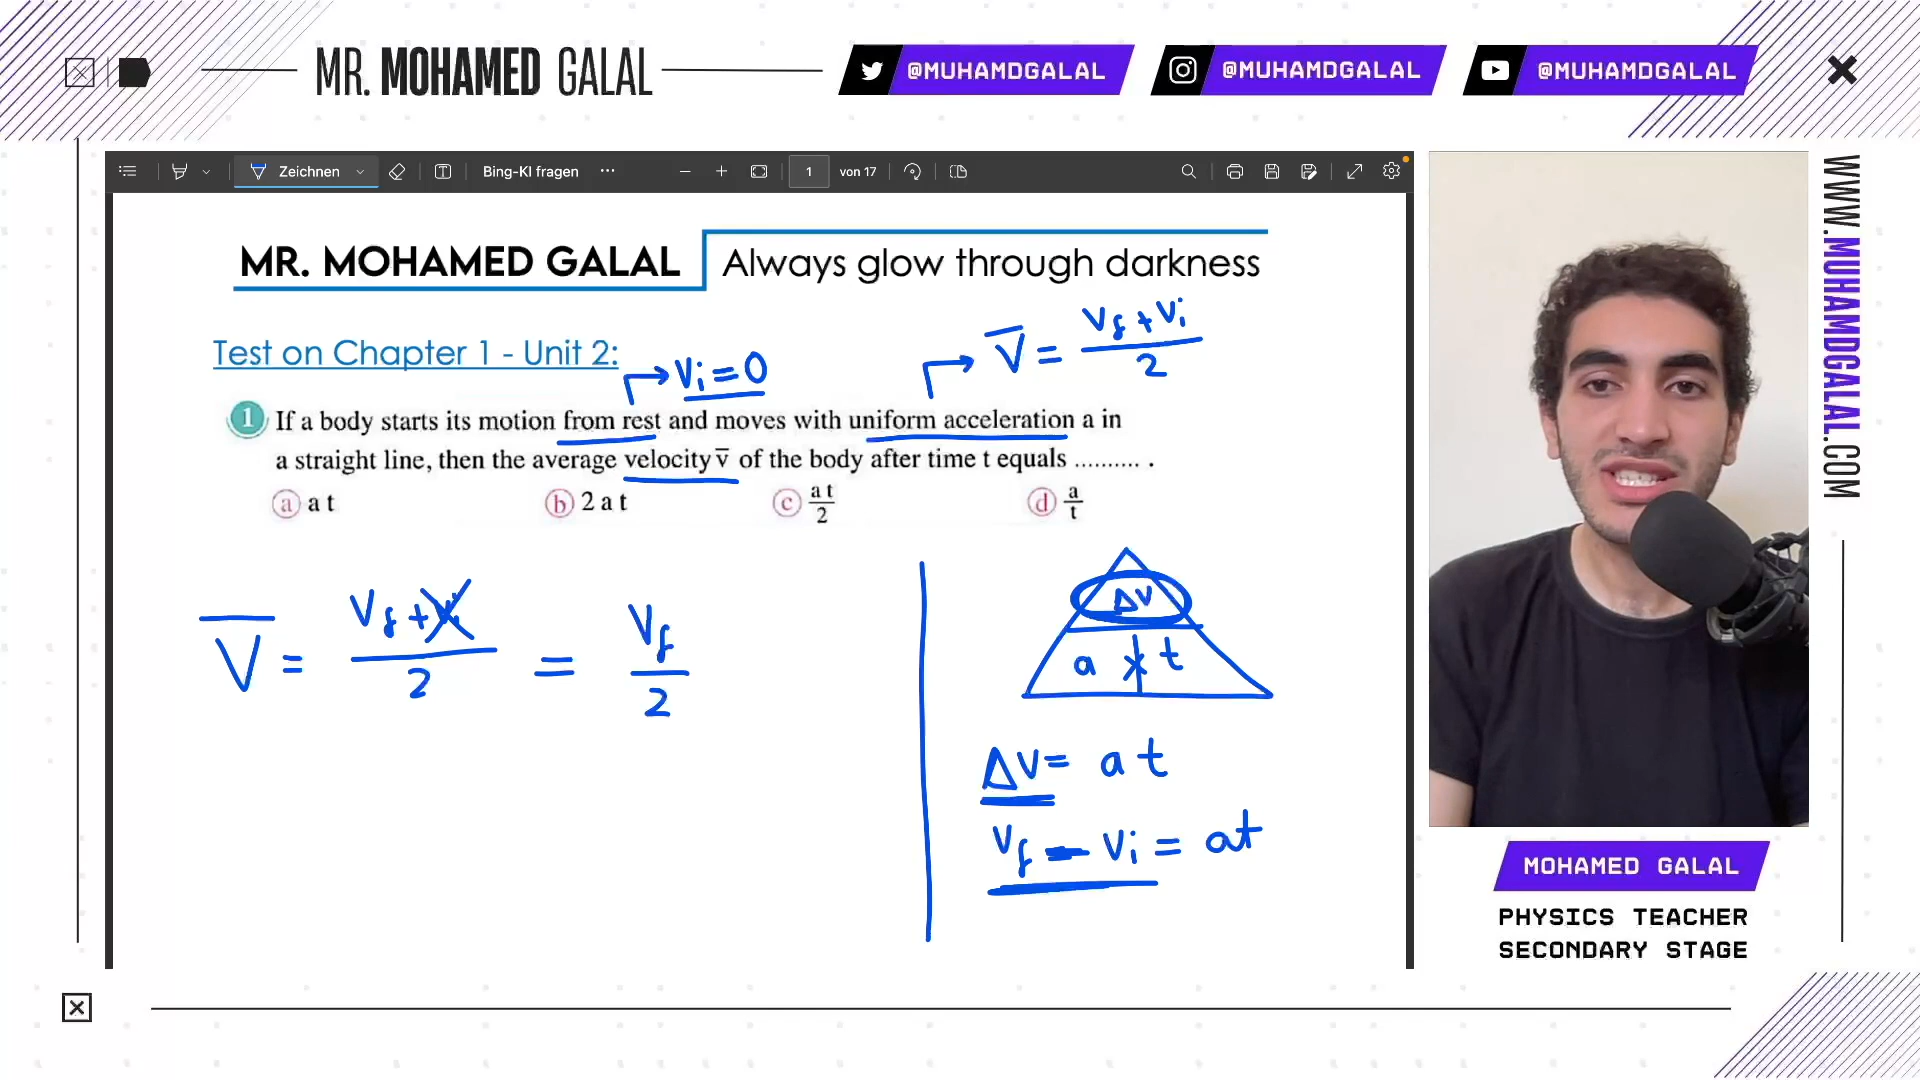 MR. MOHAMED GALAL
@MUHAMDGALAL
@MUHAMDGALAL
@MUHAMDGALAL
Zeichnen
Bing-KI fragen
1 von 17
MR. MOHAMED GALAL
Always glow through darkness
Test on Chapter 1 - Unit 2:
Vi = 0
V̅ = (Vf + Vi)/2
1 If a body starts its motion from rest and moves with uniform acceleration a in
a straight line, then the average velocity v̅ of the body after time t equals .......... .
a a t
b 2 a t
c a t/2
d a/t
V̅ = (Vf + Vi)/2 = Vf/2
ΔV
a × t
ΔV = a t
Vf - Vi = at
WWW.MUHAMDGALAL.COM
MOHAMED GALAL
PHYSICS TEACHER
SECONDARY STAGE